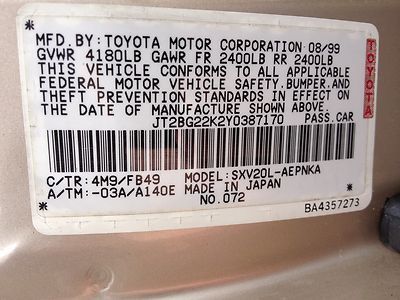 MFD.BY: TOYOTA MOTOR CORPORATION 08/99
GVWR 4180LB GAWR FR 2400LB RR 2400LB
THIS VEHICLE CONFORMS TO ALL APPLICABLE
FEDERAL MOTOR VEHICLE SAFETY.BUMPER.AND
THEFT PREVENTION STANDARDS IN EFFECT ON
THE DATE OF MANUFACTURE SHOWN ABOVE.
JT2BG22K2Y0387170 PASS.CAR
TOYOTA
C/TR: 4M9/FB49 MODEL: SXV20L-AEPNKA
A/TM: -03A/A140E MADE IN JAPAN
NO.072
BA4357273